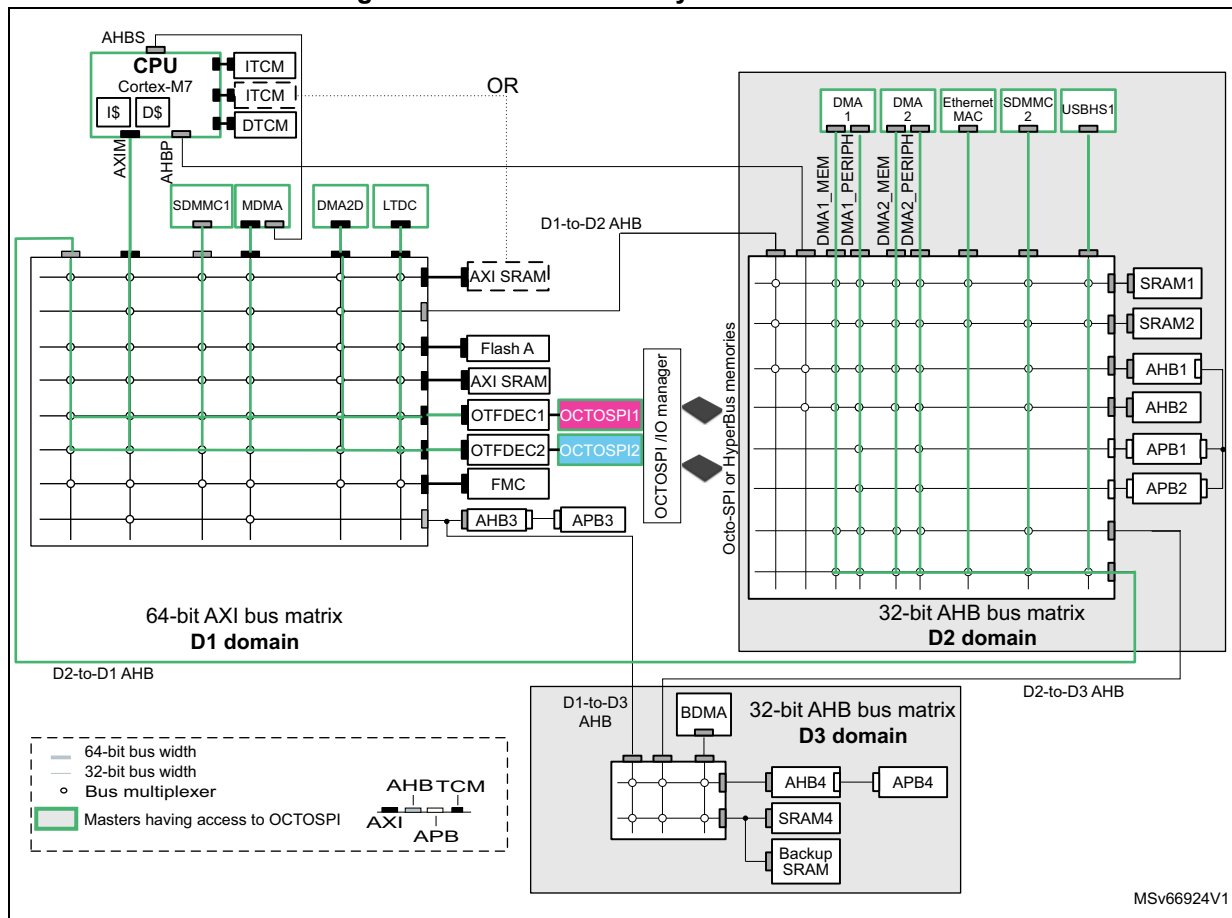 AHBS
CPU
Cortex-M7
I$
D$
ITCM
ITCM
DTCM
OR
AXIM
AHBP
SDMMC1
MDMA
DMA2D
LTDC
D1-to-D2 AHB
DMA
1
DMA
2
Ethernet
MAC
SDMMC
2
USBHS1
DMA1_MEM
DMA1_PERIPH
DMA2_MEM
DMA2_PERIPH
AXI SRAM
Flash A
AXI SRAM
OTFDEC1
OCTOSPI1
OTFDEC2
OCTOSPI2
FMC
AHB3
APB3
OCTOSPI /IO manager
Octo-SPI or HyperBus memories
SRAM1
SRAM2
AHB1
AHB2
APB1
APB2
64-bit AXI bus matrix
D1 domain
32-bit AHB bus matrix
D2 domain
D2-to-D1 AHB
D1-to-D3
AHB
D2-to-D3 AHB
BDMA
32-bit AHB bus matrix
D3 domain
AHB4
APB4
SRAM4
Backup
SRAM
64-bit bus width
32-bit bus width
Bus multiplexer
Masters having access to OCTOSPI
AHB TCM
AXI
APB
MSv66924V1